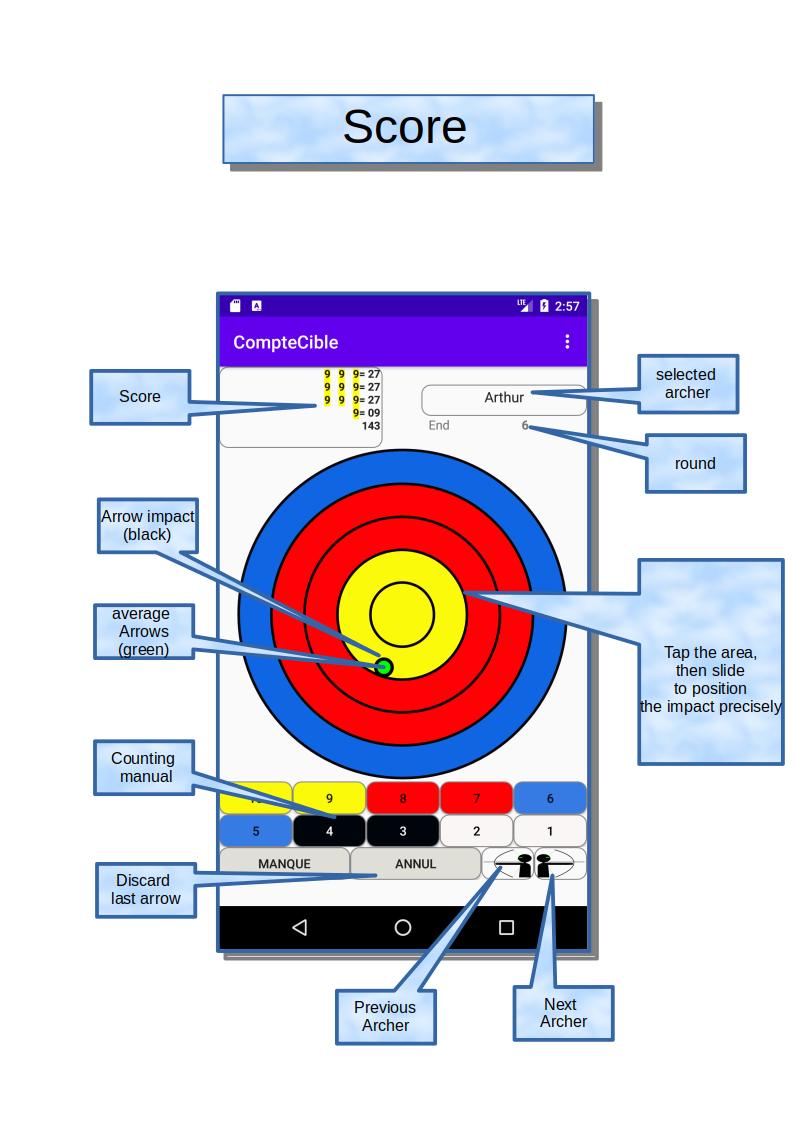 Score
LTE 2:57
CompteCible
9 9 9= 27
9 9 9= 27
9 9 9= 27
9= 09
143
Arthur
End 6
Score
selected
archer
round
Arrow impact
(black)
average
Arrows
(green)
Tap the area,
then slide
to position
the impact precisely
Counting
manual
10 9 8 7 6
5 4 3 2 1
MANQUE ANNUL
Discard
last arrow
Previous
Archer
Next
Archer